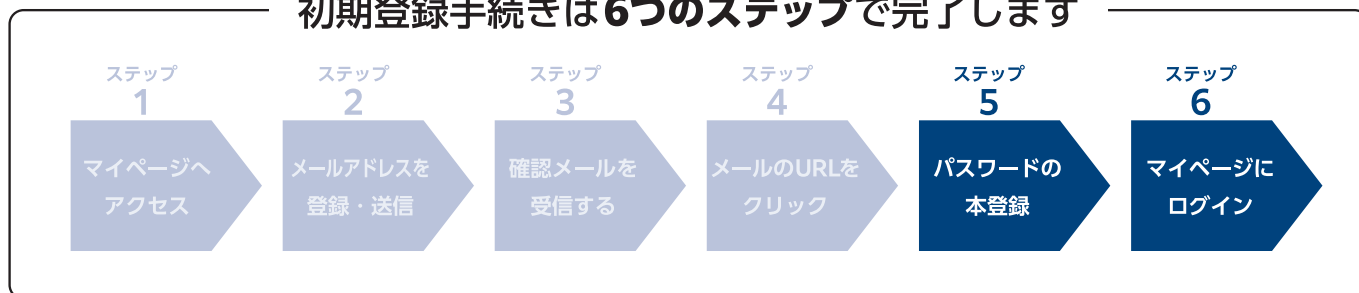 初期登録手続きは6つのステップで完了します
ステップ
1
マイページへ
アクセス
ステップ
2
メールアドレスを
登録・送信
ステップ
3
確認メールを
受信する
ステップ
4
メールのURLを
クリック
ステップ
5
パスワードの
本登録
ステップ
6
マイページに
ログイン